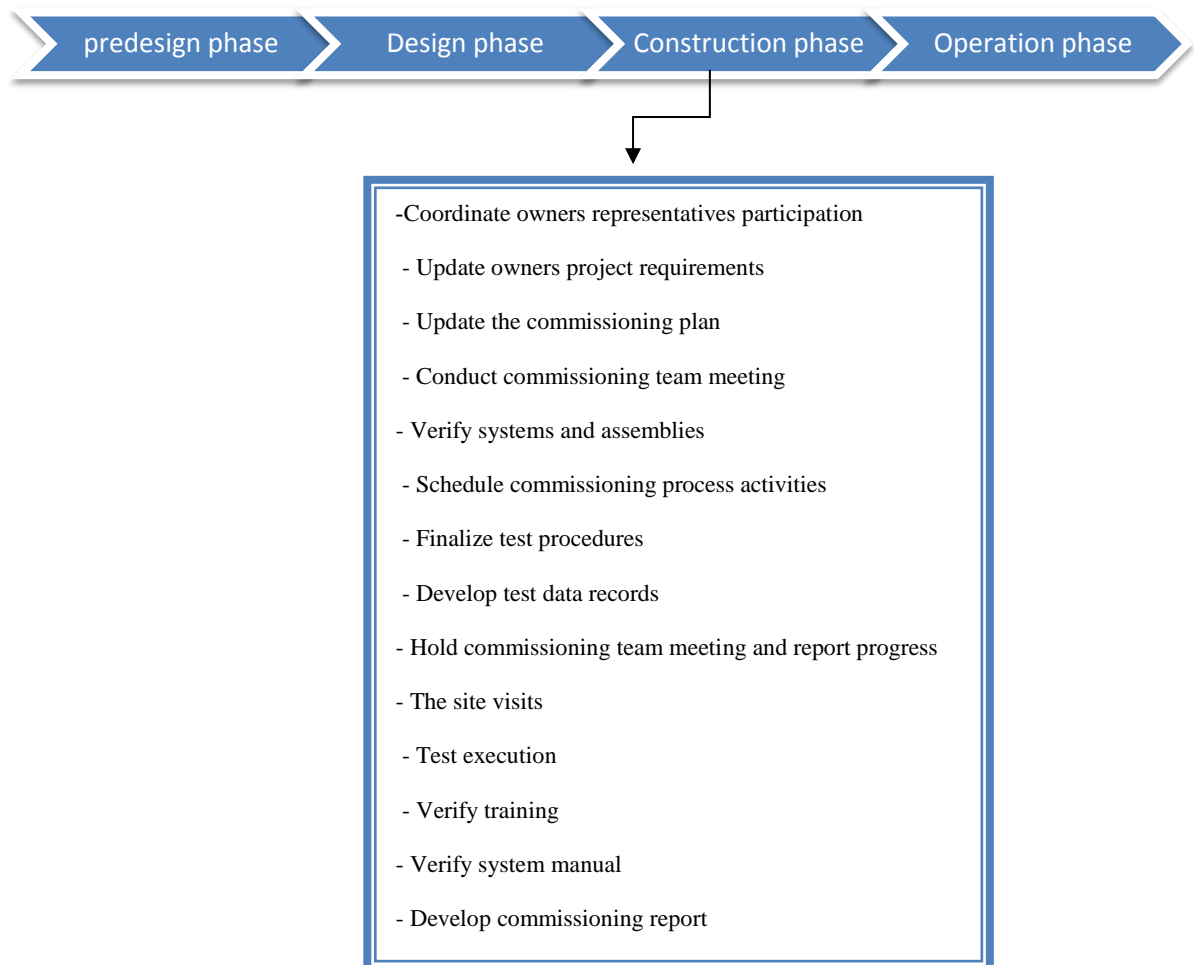 predesign phase
Design phase
Construction phase
Operation phase
-Coordinate owners representatives participation
- Update owners project requirements
- Update the commissioning plan
- Conduct commissioning team meeting
- Verify systems and assemblies
- Schedule commissioning process activities
- Finalize test procedures
- Develop test data records
- Hold commissioning team meeting and report progress
- The site visits
- Test execution
- Verify training
- Verify system manual
- Develop commissioning report